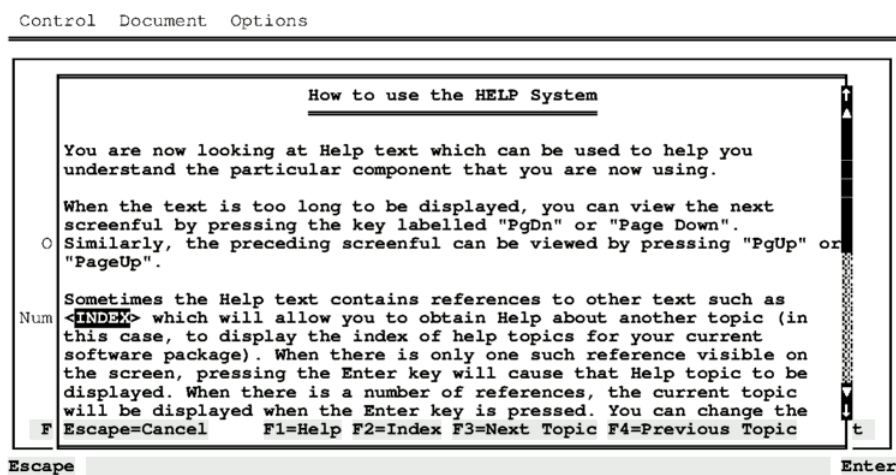 Control Document Options
How to use the HELP System
You are now looking at Help text which can be used to help you
understand the particular component that you are now using.
When the text is too long to be displayed, you can view the next
screenful by pressing the key labelled "PgDn" or "Page Down".
O Similarly, the preceding screenful can be viewed by pressing "PgUp" or
"PageUp".
Sometimes the Help text contains references to other text such as
Num <INDEX> which will allow you to obtain Help about another topic (in
this case, to display the index of help topics for your current
software package). When there is only one such reference visible on
the screen, pressing the Enter key will cause that Help topic to be
displayed. When there is a number of references, the current topic
will be displayed when the Enter key is pressed. You can change the
F Escape=Cancel F1=Help F2=Index F3=Next Topic F4=Previous Topic t
Escape Enter